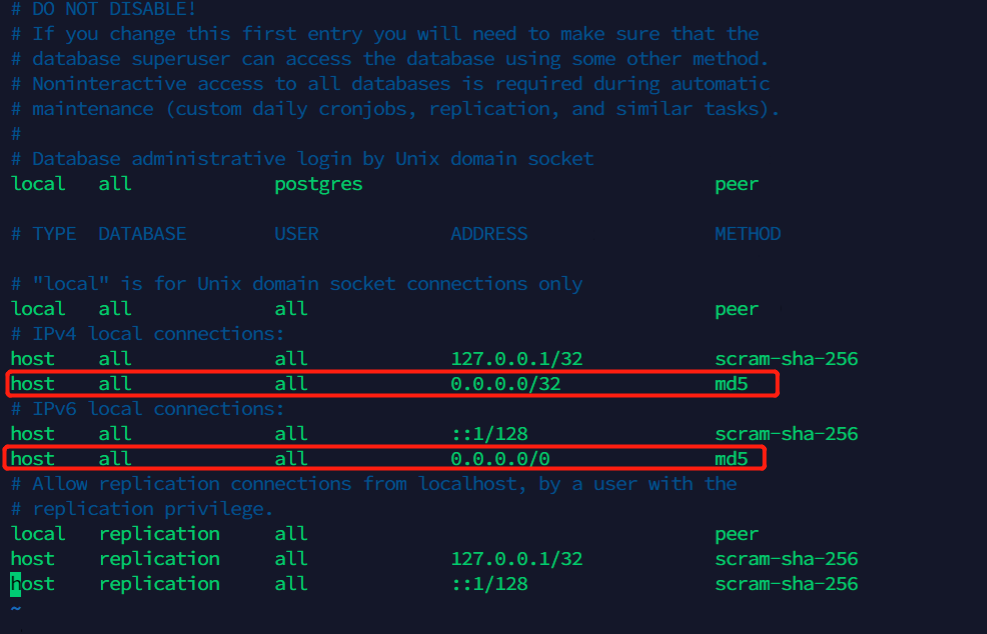 # DO NOT DISABLE!
# If you change this first entry you will need to make sure that the
# database superuser can access the database using some other method.
# Noninteractive access to all databases is required during automatic
# maintenance (custom daily cronjobs, replication, and similar tasks).
#
# Database administrative login by Unix domain socket
local   all             postgres                                peer
# TYPE  DATABASE        USER            ADDRESS                 METHOD
# "local" is for Unix domain socket connections only
local   all             all                                     peer
# IPv4 local connections:
host    all             all             127.0.0.1/32            scram-sha-256
host    all             all             0.0.0.0/32              md5
# IPv6 local connections:
host    all             all             ::1/128                 scram-sha-256
host    all             all             0.0.0.0/0               md5
# Allow replication connections from localhost, by a user with the
# replication privilege.
local   replication     all                                     peer
host    replication     all             127.0.0.1/32            scram-sha-256
host    replication     all             ::1/128                 scram-sha-256
~